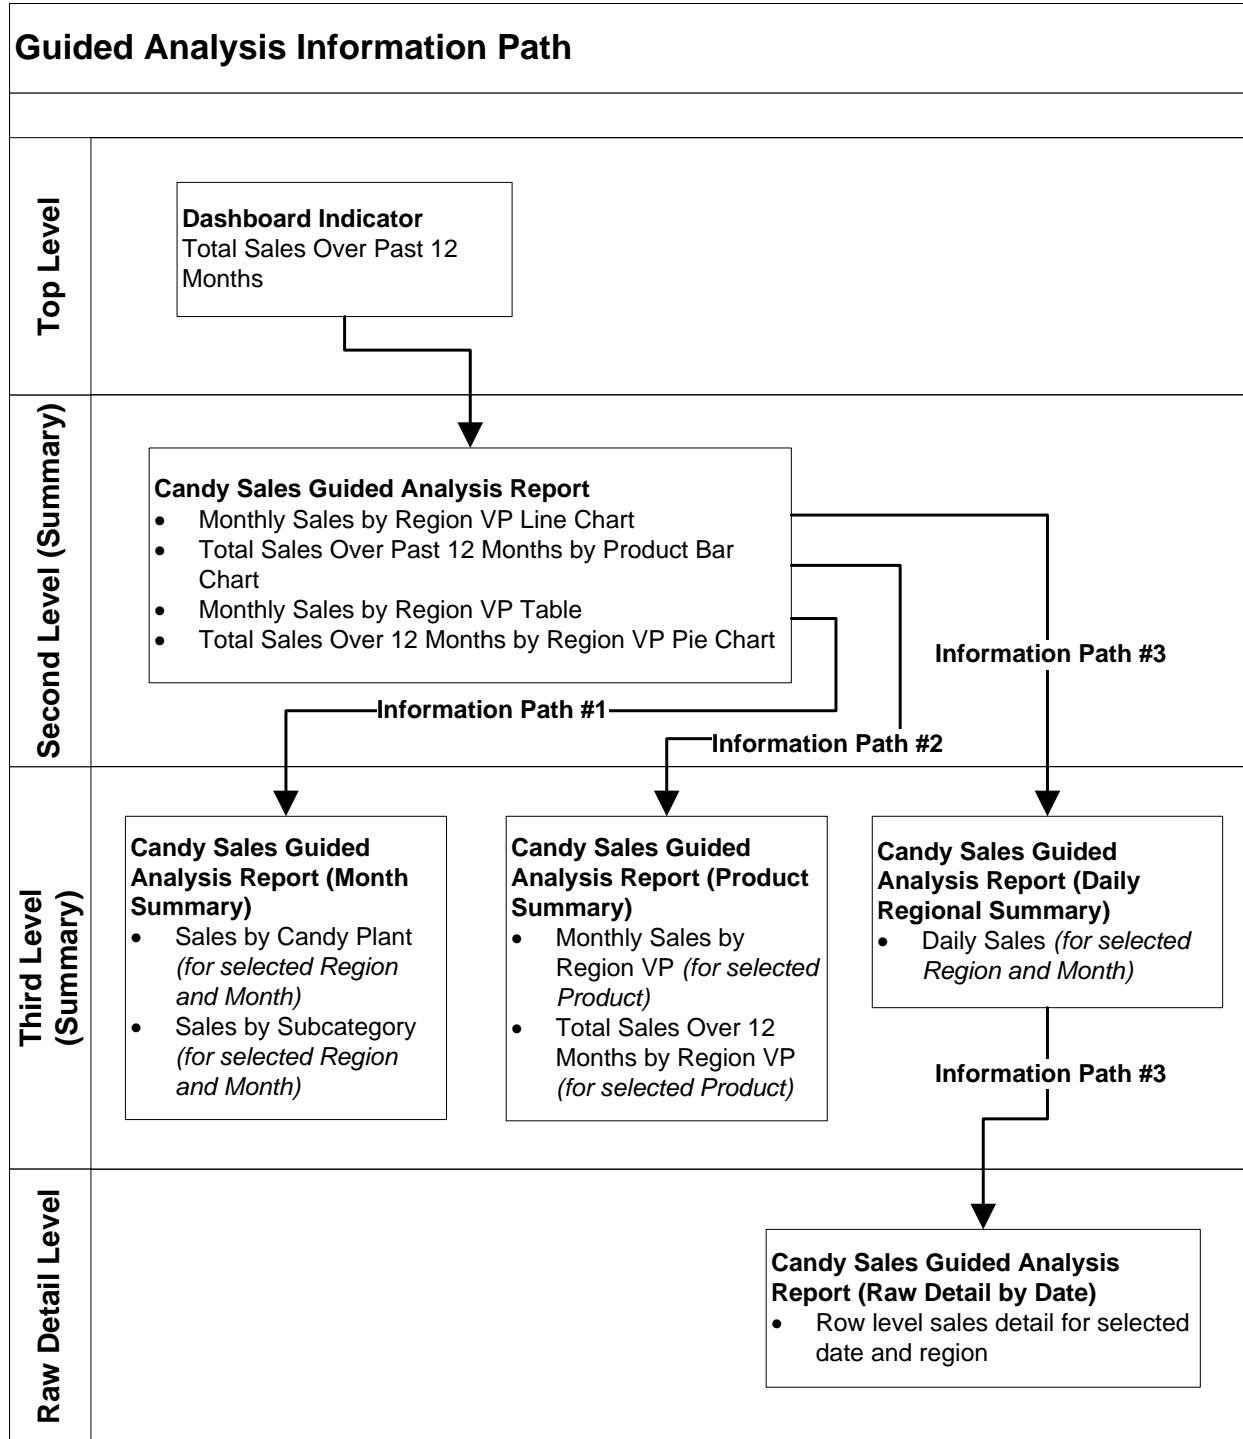 Guided Analysis Information Path
Top Level
Dashboard Indicator
Total Sales Over Past 12
Months
Second Level (Summary)
Candy Sales Guided Analysis Report
• Monthly Sales by Region VP Line Chart
• Total Sales Over Past 12 Months by Product Bar
Chart
• Monthly Sales by Region VP Table
• Total Sales Over 12 Months by Region VP Pie Chart
Information Path #3
Information Path #1
Information Path #2
Third Level
(Summary)
Candy Sales Guided
Analysis Report (Month
Summary)
• Sales by Candy Plant
(for selected Region
and Month)
• Sales by Subcategory
(for selected Region
and Month)
Candy Sales Guided
Analysis Report (Product
Summary)
• Monthly Sales by
Region VP (for selected
Product)
• Total Sales Over 12
Months by Region VP
(for selected Product)
Candy Sales Guided
Analysis Report (Daily
Regional Summary)
• Daily Sales (for selected
Region and Month)
Information Path #3
Raw Detail Level
Candy Sales Guided Analysis
Report (Raw Detail by Date)
• Row level sales detail for selected
date and region